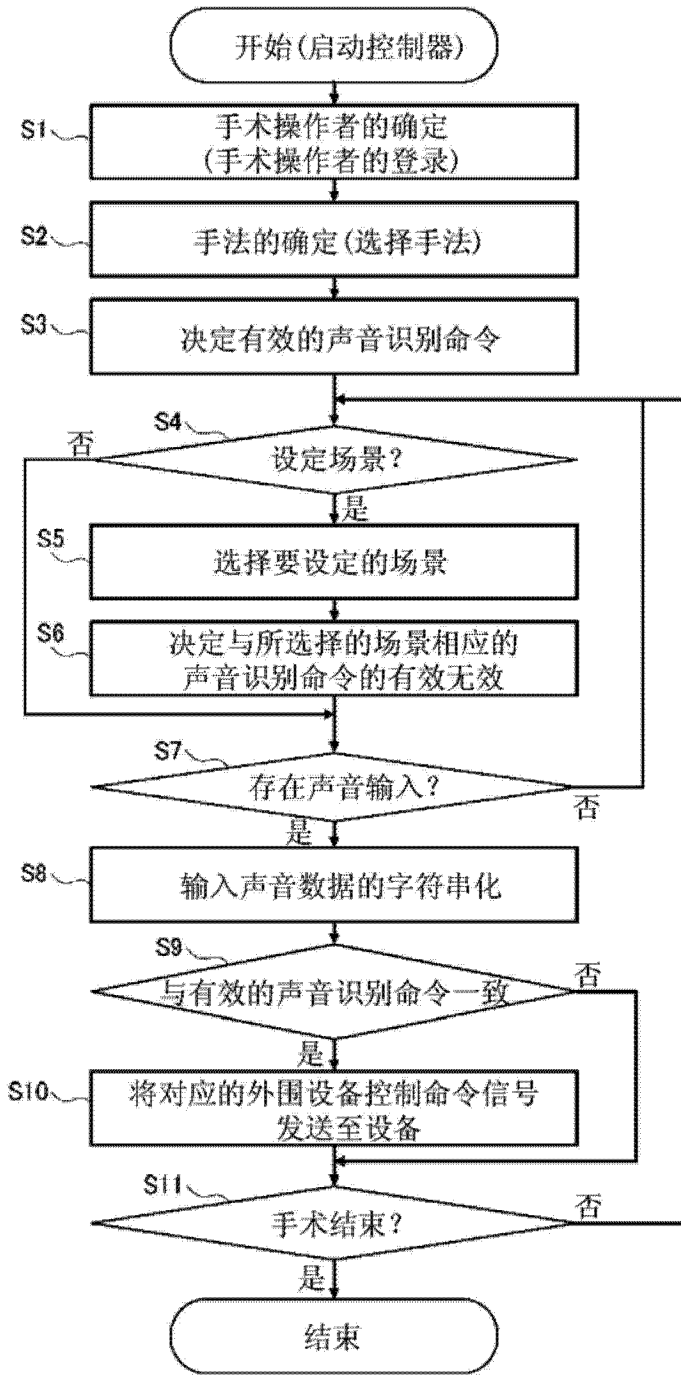 开始(启动控制器)
S1
手术操作者的确定
(手术操作者的登录)
S2
手法的确定(选择手法)
S3
决定有效的声音识别命令
S4
否
设定场景?
是
S5
选择要设定的场景
S6
决定与所选择的场景相应的
声音识别命令的有效无效
S7
存在声音输入?
否
是
S8
输入声音数据的字符串化
S9
否
与有效的声音识别命令一致
是
S10
将对应的外围设备控制命令信号
发送至设备
S11
否
手术结束?
是
结束